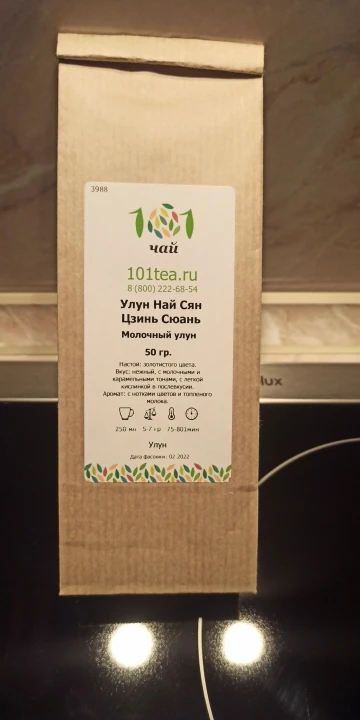 3988
101
чай
101tea.ru
8 (800) 222-68-54
Улун Най Сян
Цзинь Сюань
Молочный улун
50 гр.
Настой: золотистого цвета.
Вкус: нежный, с молочными и
карамельными тонами, с легкой
кислинкой в послевкусии.
Аромат: с нотками цветов и топленого
молока.
250 мл 5-7 гр 75-80 1мин
Улун
Дата фасовки: 02.2022
lux